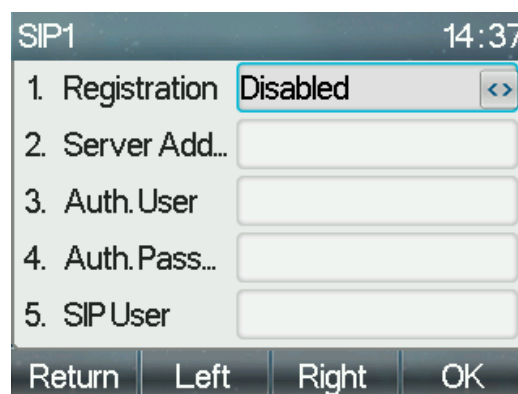 SIP1 14:37
1. Registration Disabled
2. Server Add...
3. Auth. User
4. Auth. Pass...
5. SIP User
Return Left Right OK